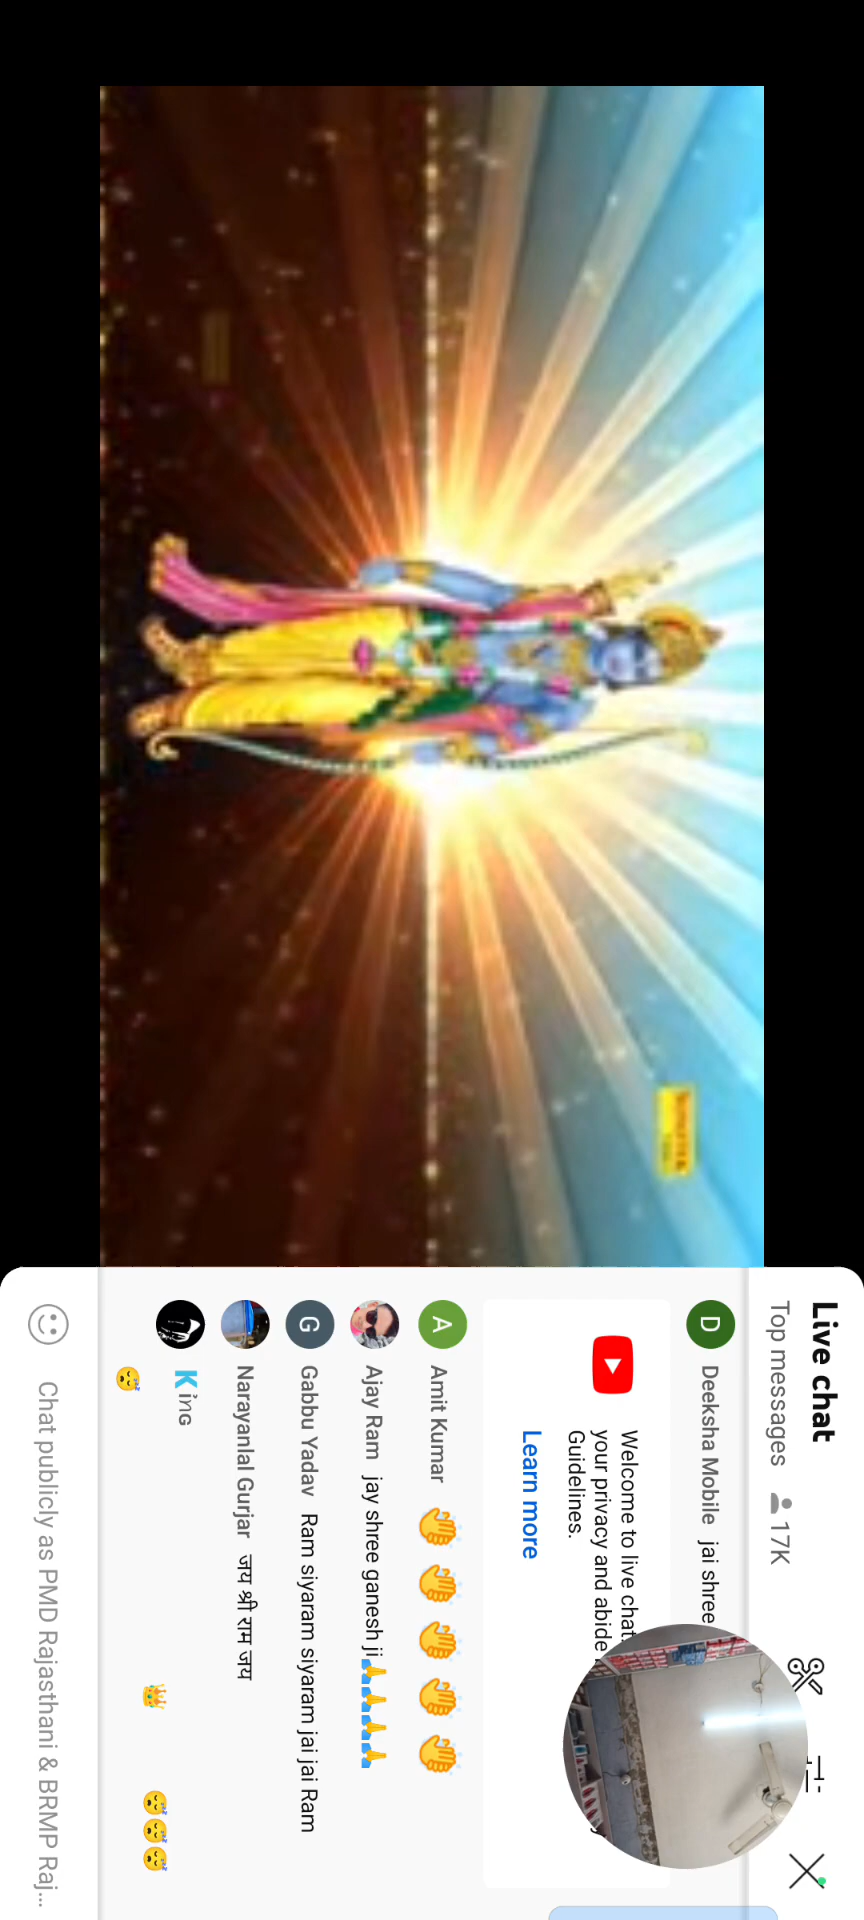 Live chat
Top messages 17K
Deeksha Mobile jai shree
Welcome to live chat!
your privacy and abide
Guidelines.
Learn more
Amit Kumar 👏👏👏👏👏
Ajay Ram jay shree ganesh ji🙏🙏🙏🙏
Gabbu Yadav Ram siyaram siyaram jai jai Ram
Narayanlal Gurjar जय श्री राम जय
KiNG 👑 😴😴😴
😴
Chat publicly as PMD Rajasthani & BRMP Raj...